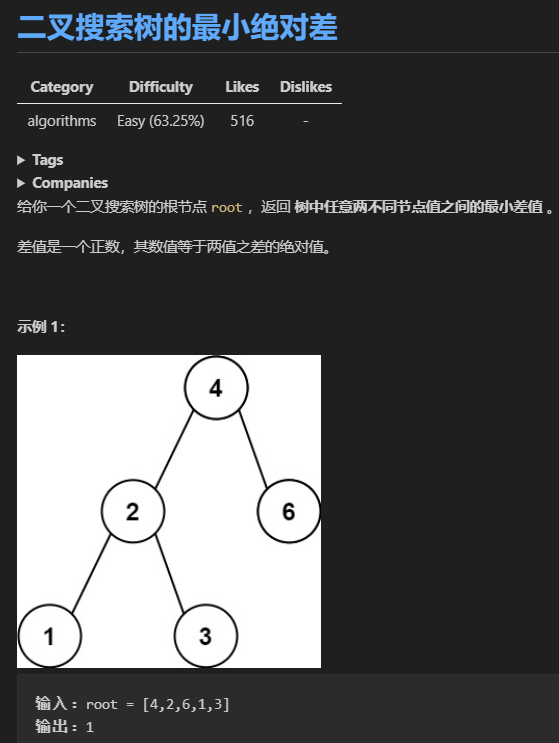 二叉搜索树的最小绝对差
Category Difficulty Likes Dislikes
algorithms Easy (63.25%) 516 -
Tags
Companies
给你一个二叉搜索树的根节点 root ，返回 树中任意两不同节点值之间的最小差值 。
差值是一个正数，其数值等于两值之差的绝对值。
示例 1：
4
2 6
1 3
输入：root = [4,2,6,1,3]
输出：1